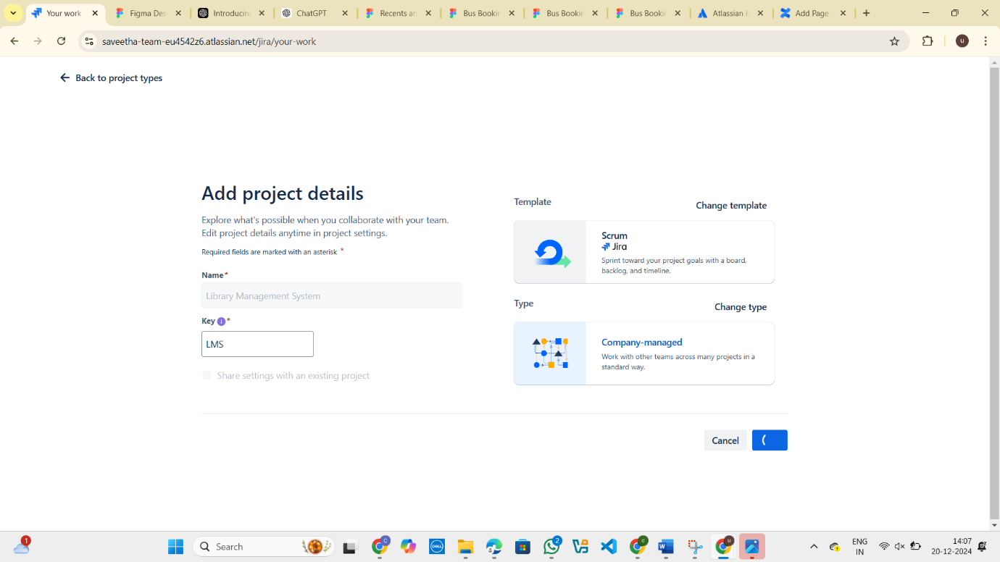 Your work
Figma Des
Introducin
ChatGPT
Recents an
Bus Bookin
Bus Bookin
Bus Bookin
Atlassian H
Add Page
saveetha-team-eu4542z6.atlassian.net/jira/your-work
u
Back to project types
Add project details
Explore what's possible when you collaborate with your team.
Edit project details anytime in project settings.
Required fields are marked with an asterisk *
Name *
Library Management System
Key *
LMS
Share settings with an existing project
Template
Change template
Scrum
Jira
Sprint toward your project goals with a board,
backlog, and timeline.
Type
Change type
Company-managed
Work with other teams across many projects in a
standard way.
Cancel
1
Search
C
DELL
2
c
u
ENG
IN
14:07
20-12-2024